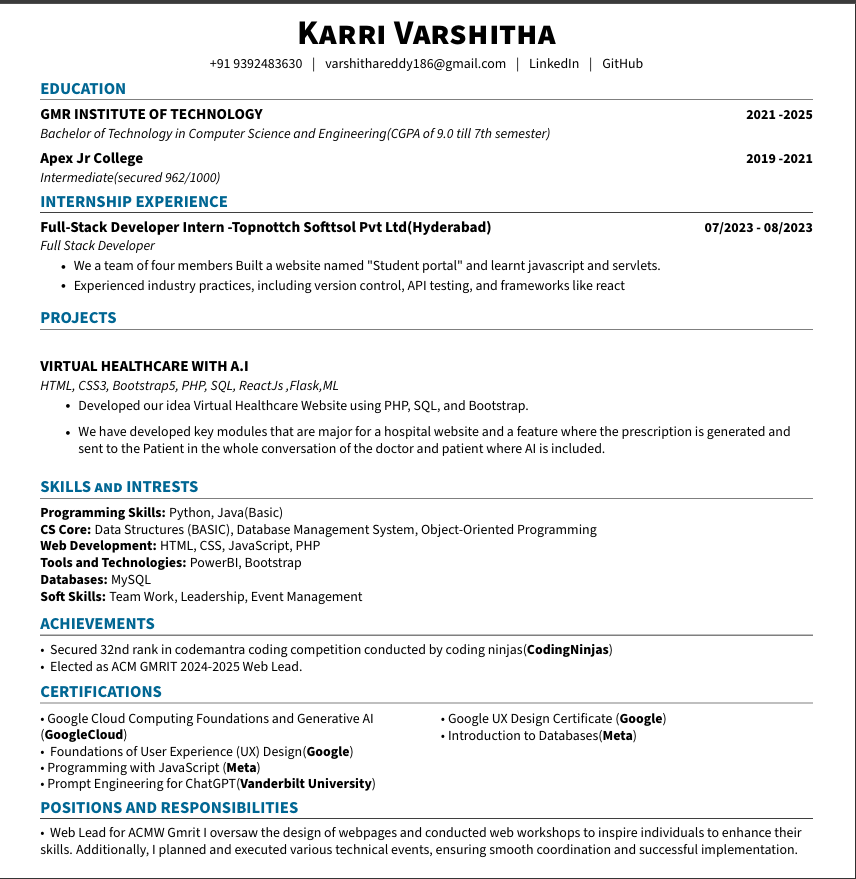 Karri Varshitha
+91 9392483630 | varshithareddy186@gmail.com | LinkedIn | GitHub
EDUCATION
GMR INSTITUTE OF TECHNOLOGY 2021 -2025
Bachelor of Technology in Computer Science and Engineering(CGPA of 9.0 till 7th semester)
Apex Jr College 2019 -2021
Intermediate(secured 962/1000)
INTERNSHIP EXPERIENCE
Full-Stack Developer Intern -Topnottch Softtsol Pvt Ltd(Hyderabad) 07/2023 - 08/2023
Full Stack Developer
• We a team of four members Built a website named "Student portal" and learnt javascript and servlets.
• Experienced industry practices, including version control, API testing, and frameworks like react
PROJECTS
VIRTUAL HEALTHCARE WITH A.I
HTML, CSS3, Bootstrap5, PHP, SQL, ReactJs ,Flask,ML
• Developed our idea Virtual Healthcare Website using PHP, SQL, and Bootstrap.
• We have developed key modules that are major for a hospital website and a feature where the prescription is generated and
sent to the Patient in the whole conversation of the doctor and patient where AI is included.
SKILLS AND INTRESTS
Programming Skills: Python, Java(Basic)
CS Core: Data Structures (BASIC), Database Management System, Object-Oriented Programming
Web Development: HTML, CSS, JavaScript, PHP
Tools and Technologies: PowerBI, Bootstrap
Databases: MySQL
Soft Skills: Team Work, Leadership, Event Management
ACHIEVEMENTS
• Secured 32nd rank in codemantra coding competition conducted by coding ninjas(CodingNinjas)
• Elected as ACM GMRIT 2024-2025 Web Lead.
CERTIFICATIONS
• Google Cloud Computing Foundations and Generative AI
(GoogleCloud)
• Foundations of User Experience (UX) Design(Google)
• Programming with JavaScript (Meta)
• Prompt Engineering for ChatGPT(Vanderbilt University)
• Google UX Design Certificate (Google)
• Introduction to Databases(Meta)
POSITIONS AND RESPONSIBILITIES
• Web Lead for ACMW Gmrit I oversaw the design of webpages and conducted web workshops to inspire individuals to enhance their
skills. Additionally, I planned and executed various technical events, ensuring smooth coordination and successful implementation.